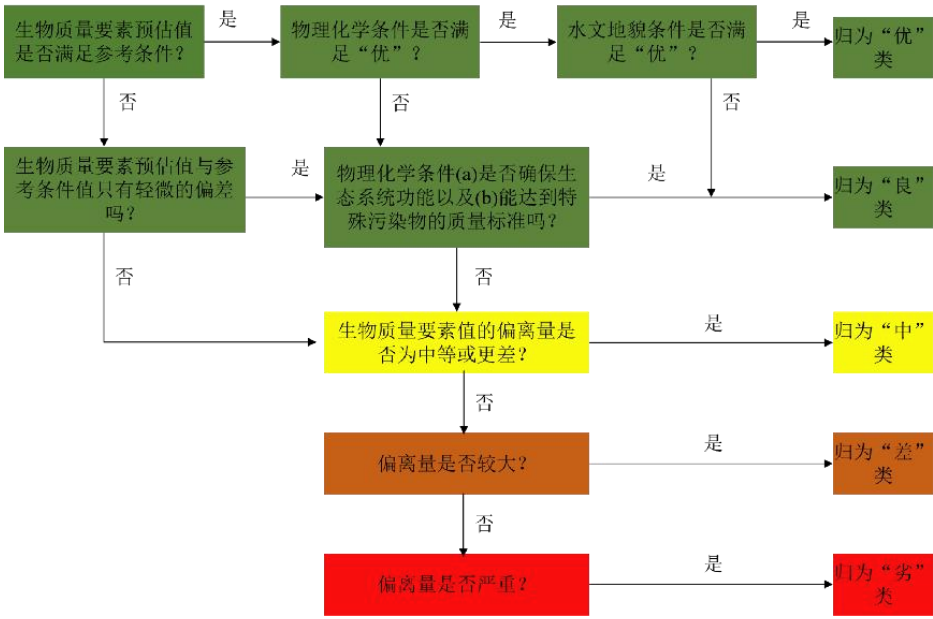 生物质量要素预估值
是否满足参考条件？
是
物理化学条件是否满
足“优”？
是
水文地貌条件是否满
足“优”？
是
归为“优”
类
否
否
否
生物质量要素预估值与参
考条件值只有轻微的偏差
吗？
是
物理化学条件(a)是否确保生
态系统功能以及(b)能达到特
殊污染物的质量标准吗？
是
归为“良”
类
否
否
生物质量要素值的偏离量是
否为中等或更差？
是
归为“中”
类
否
偏离量是否较大？
是
归为“差”
类
否
偏离量是否严重？
是
归为“劣”
类